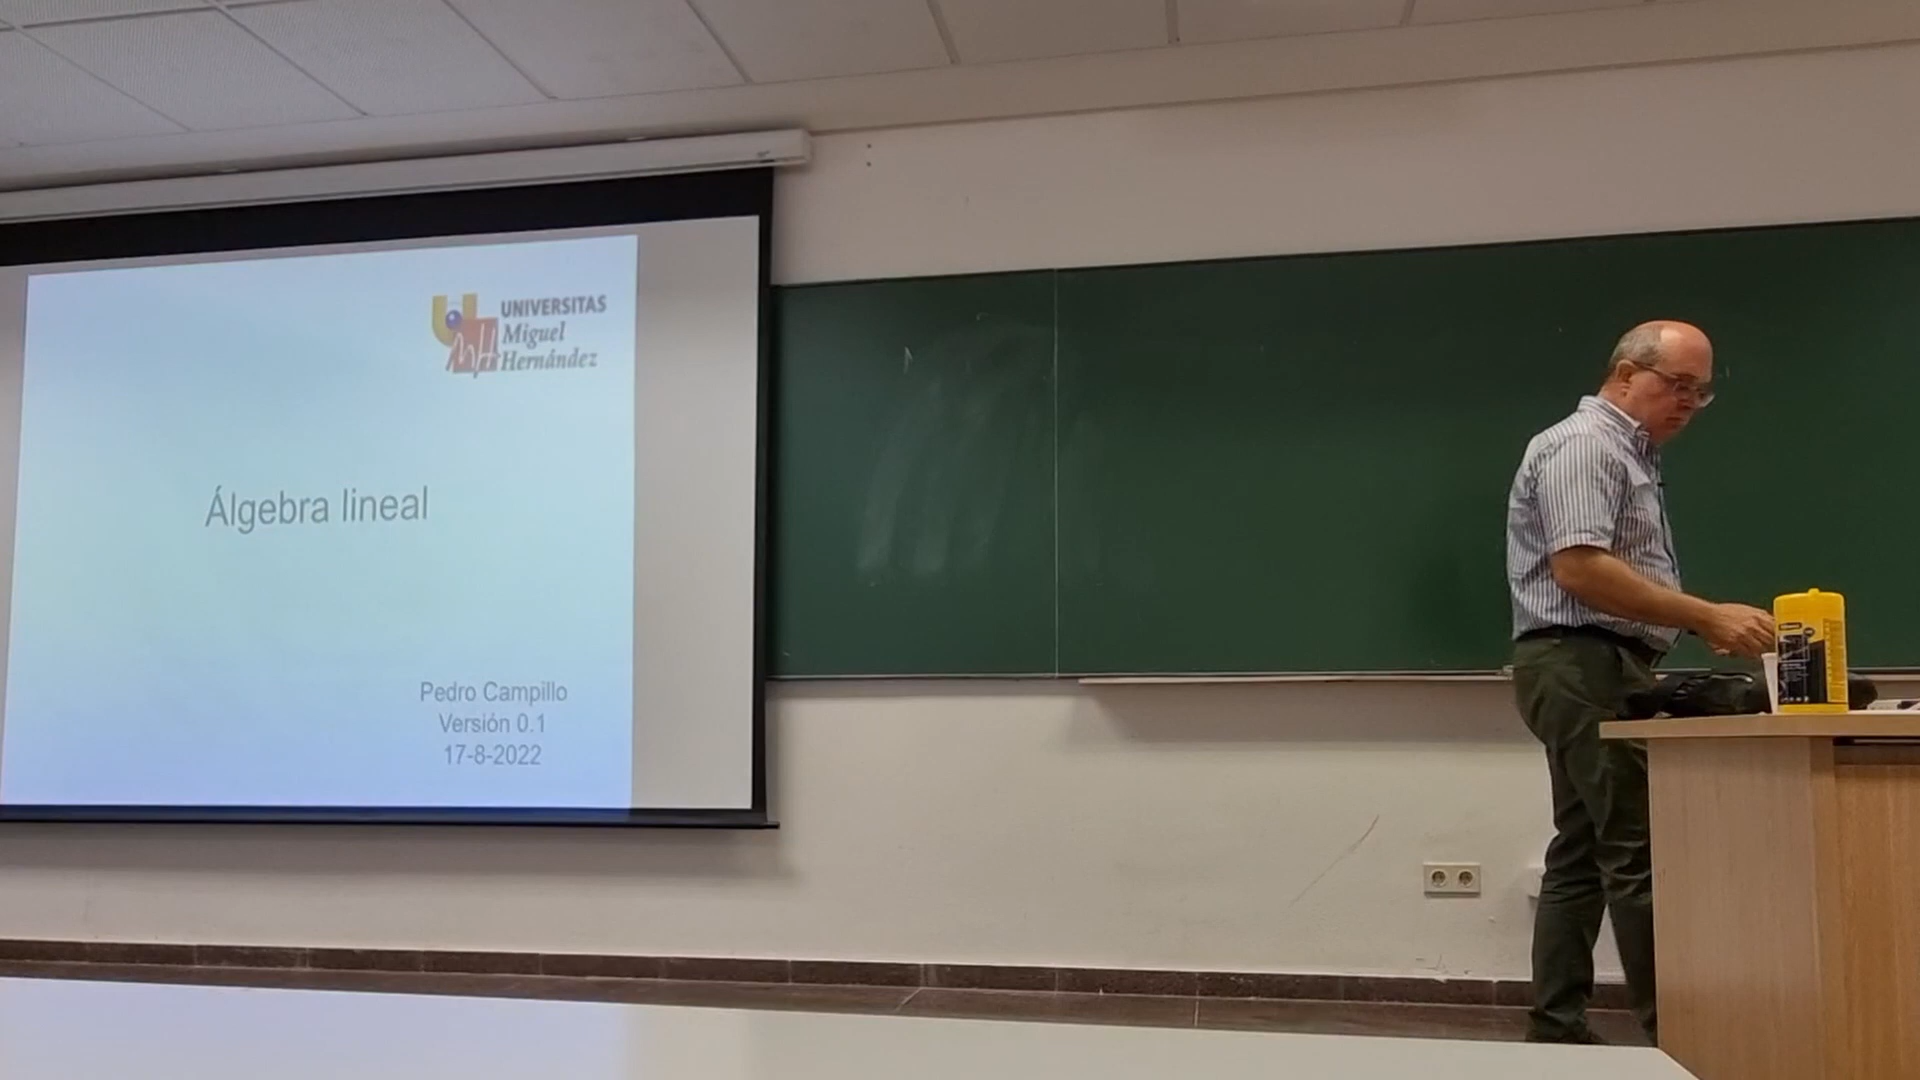 UNIVERSITAS
Miguel
Hernández
Álgebra lineal
Pedro Campillo
Versión 0.1
17-8-2022